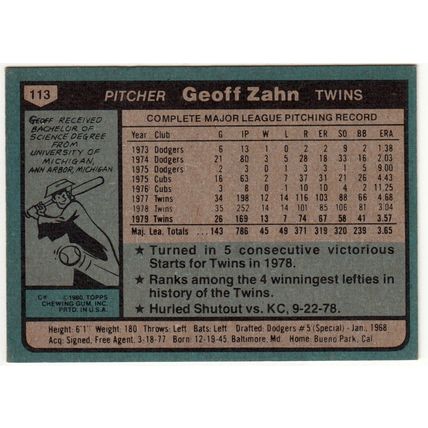 113 PITCHER Geoff Zahn TWINS
GEOFF RECEIVED
BACHELOR OF
SCIENCE DEGREE
FROM
UNIVERSITY OF
MICHIGAN,
ANN ARBOR, MICHIGAN
C# ©1980 TOPPS
CHEWING GUM, INC.
PRTD. IN U.S.A.
COMPLETE MAJOR LEAGUE PITCHING RECORD
Year Club G IP W L R ER SO BB ERA
1973 Dodgers 6 13 1 0 2 2 9 2 1.38
1974 Dodgers 21 80 3 5 28 18 33 16 2.03
1975 Dodgers 2 3 0 1 3 3 1 5 9.00
1975 Cubs 16 63 2 7 37 31 21 26 4.43
1976 Cubs 3 8 0 1 11 10 4 2 11.25
1977 Twins 34 198 12 14 116 103 88 66 4.68
1978 Twins 35 252 14 14 101 85 106 81 3.04
1979 Twins 26 169 13 7 74 67 58 41 3.57
Maj. Lea. Totals ... 143 786 45 49 371 319 320 239 3.65
★ Turned in 5 consecutive victorious
Starts for Twins in 1978.
★ Ranks among the 4 winningest lefties in
history of the Twins.
★ Hurled Shutout vs. KC, 9-22-78.
Height: 6'1" Weight: 180 Throws: Left Bats: Left Drafted: Dodgers #5 (Special) - Jan., 1968
Acq: Signed, Free Agent, 3-18-77 Born: 12-19-45 Baltimore, Md. Home: Buena Park, Cal